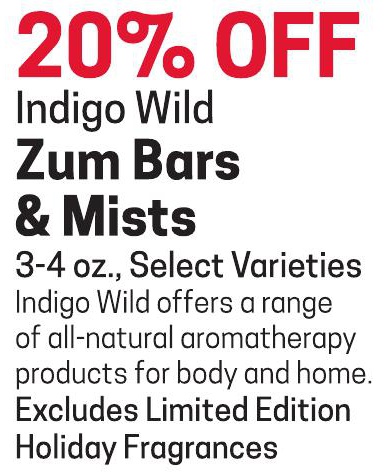 20% OFF
Indigo Wild
Zum Bars
& Mists
3-4 oz., Select Varieties
Indigo Wild offers a range
of all-natural aromatherapy
products for body and home.
Excludes Limited Edition
Holiday Fragrances